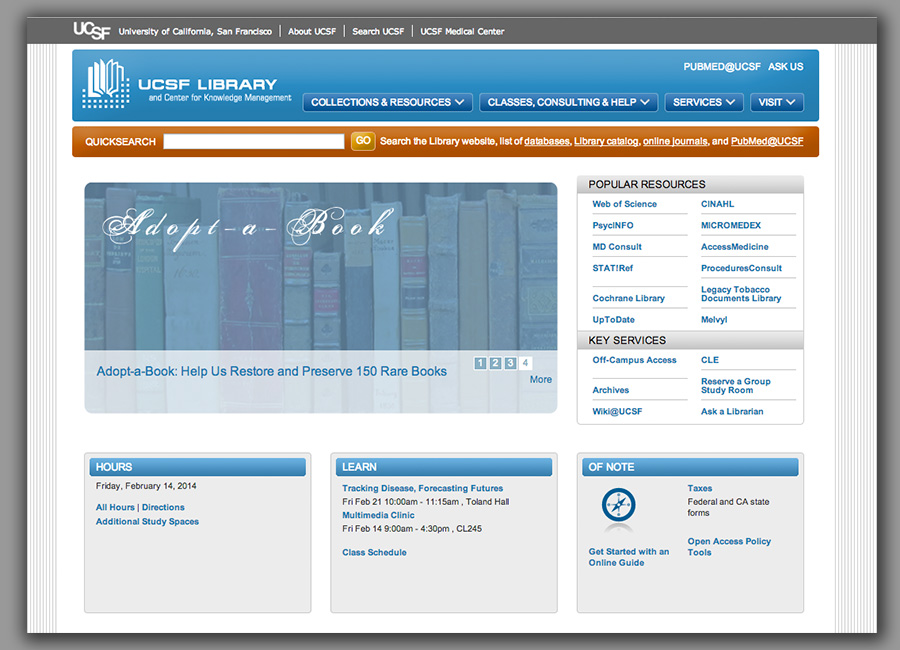 UCSF University of California, San Francisco | About UCSF | Search UCSF | UCSF Medical Center
PUBMED@UCSF ASK US
UCSF LIBRARY
and Center for Knowledge Management
COLLECTIONS & RESOURCES CLASSES, CONSULTING & HELP SERVICES VISIT
QUICKSEARCH GO Search the Library website, list of databases, Library catalog, online journals, and PubMed@UCSF
Adopt-a-Book
Adopt-a-Book: Help Us Restore and Preserve 150 Rare Books
1 2 3 4
More
POPULAR RESOURCES
Web of Science CINAHL
PsycINFO MICROMEDEX
MD Consult AccessMedicine
STAT!Ref ProceduresConsult
Cochrane Library Legacy Tobacco
Documents Library
UpToDate Melvyl
KEY SERVICES
Off-Campus Access CLE
Archives Reserve a Group
Study Room
Wiki@UCSF Ask a Librarian
HOURS
Friday, February 14, 2014
All Hours | Directions
Additional Study Spaces
LEARN
Tracking Disease, Forecasting Futures
Fri Feb 21 10:00am - 11:15am , Toland Hall
Multimedia Clinic
Fri Feb 14 9:00am - 4:30pm , CL245
Class Schedule
OF NOTE
Get Started with an
Online Guide
Taxes
Federal and CA state
forms
Open Access Policy
Tools